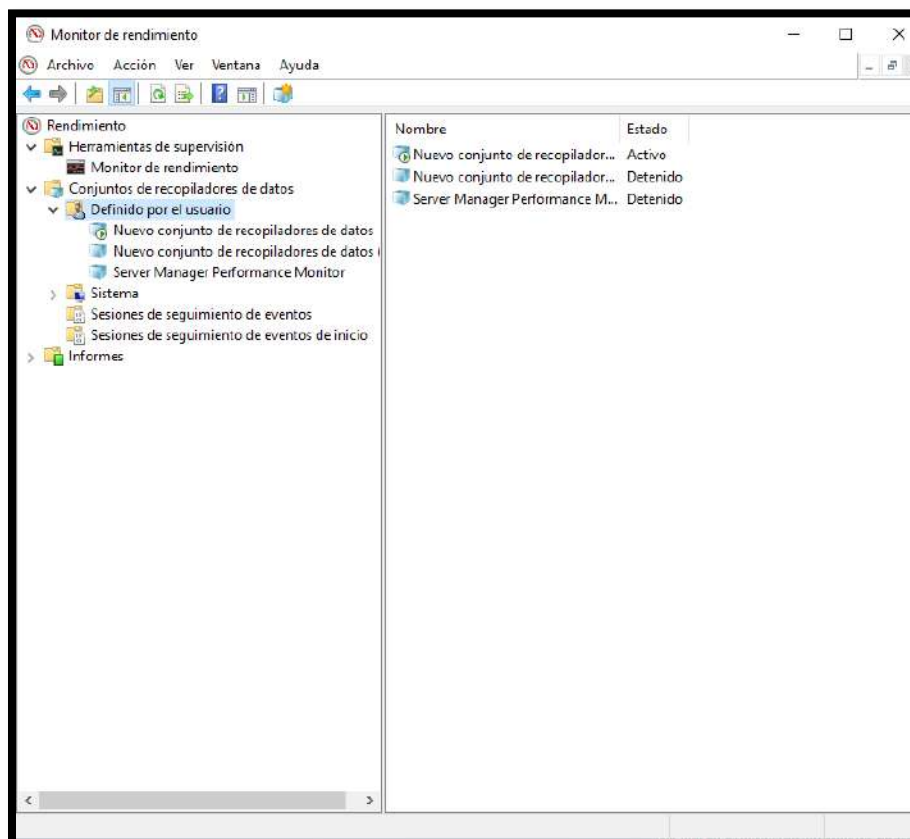 Monitor de rendimiento
Archivo Acción Ver Ventana Ayuda
Rendimiento
Herramientas de supervisión
Monitor de rendimiento
Conjuntos de recopiladores de datos
Definido por el usuario
Nuevo conjunto de recopiladores de datos
Nuevo conjunto de recopiladores de datos (
Server Manager Performance Monitor
Sistema
Sesiones de seguimiento de eventos
Sesiones de seguimiento de eventos de inicio
Informes
Nombre Estado
Nuevo conjunto de recopilador... Activo
Nuevo conjunto de recopilador... Detenido
Server Manager Performance M... Detenido